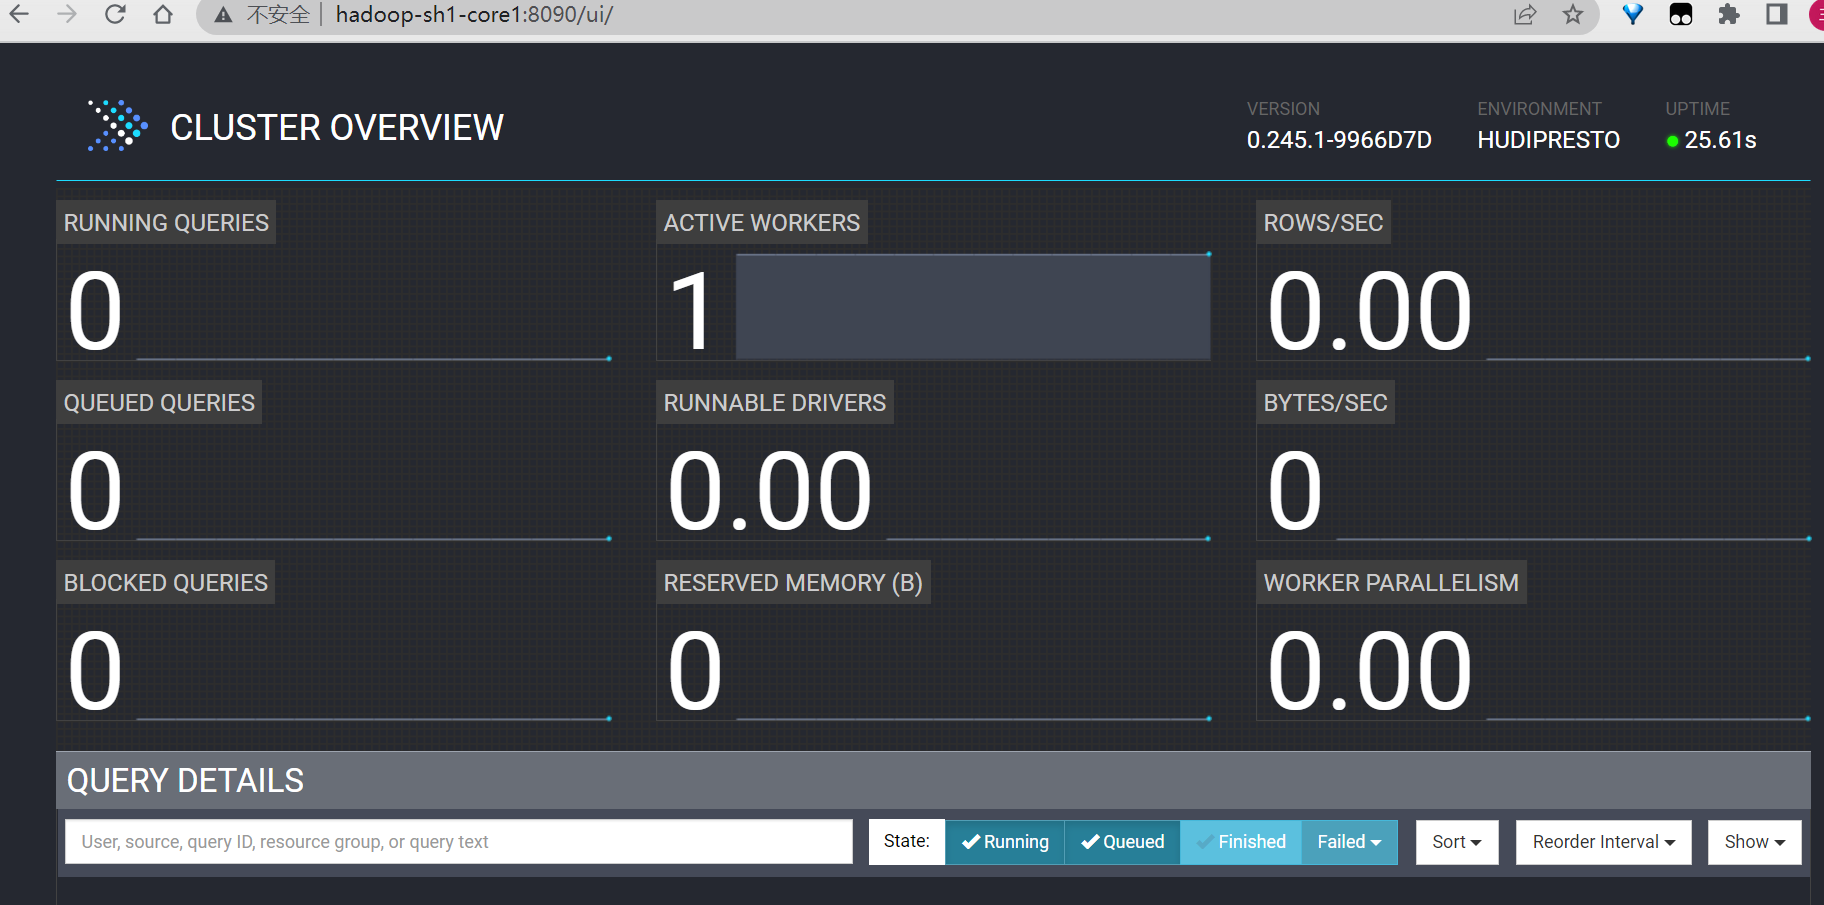 不安全 hadoop-sh1-core1:8090/ui/
CLUSTER OVERVIEW
VERSION
0.245.1-9966D7D
ENVIRONMENT
HUDIPRESTO
UPTIME
25.61s
RUNNING QUERIES
0
ACTIVE WORKERS
1
ROWS/SEC
0.00
QUEUED QUERIES
0
RUNNABLE DRIVERS
0.00
BYTES/SEC
0
BLOCKED QUERIES
0
RESERVED MEMORY (B)
0
WORKER PARALLELISM
0.00
QUERY DETAILS
User, source, query ID, resource group, or query text
State: Running Queued Finished Failed Sort Reorder Interval Show